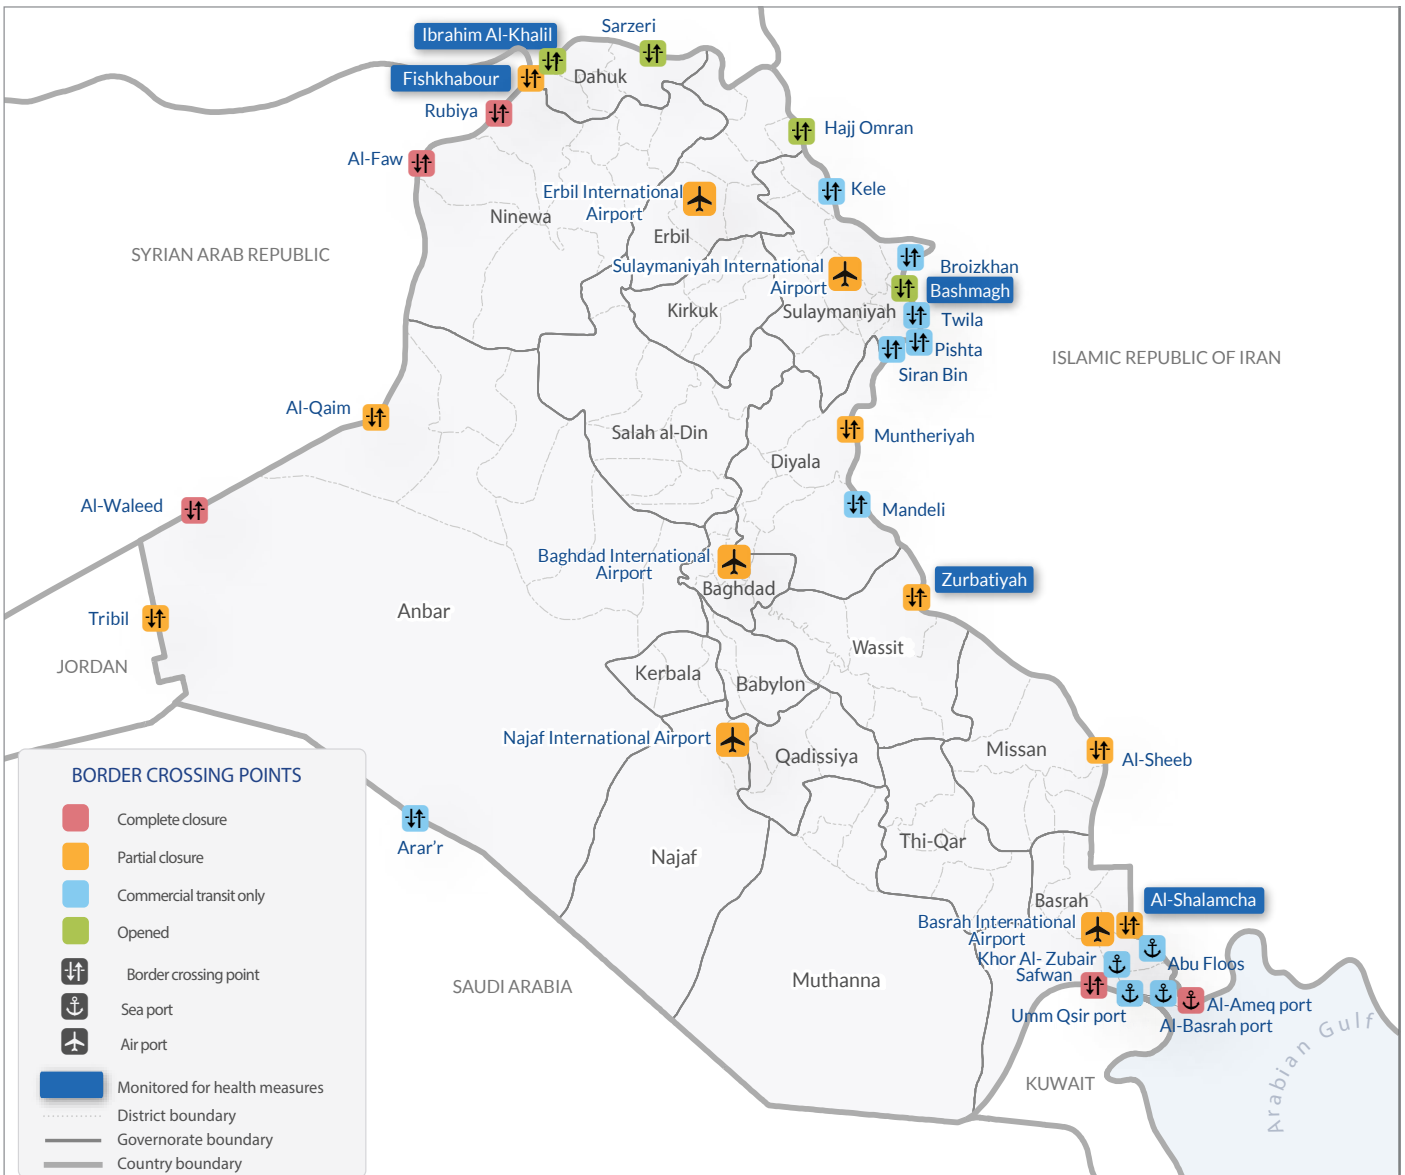 Ibrahim Al-Khalil
Sarzeri
Fishkhabour
Dahuk
Rubiya
Hajj Omran
Al-Faw
Kele
Erbil International
Airport
Ninewa
Erbil
SYRIAN ARAB REPUBLIC
Sulaymaniyah International
Airport
Broizkhan
Bashmagh
Kirkuk
Sulaymaniyah
Twila
Pishta
ISLAMIC REPUBLIC OF IRAN
Siran Bin
Al-Qaim
Salah al-Din
Muntheriyah
Diyala
Al-Waleed
Mandeli
Baghdad International
Airport
Zurbatiyah
Baghdad
Anbar
Tribil
Wassit
JORDAN
Kerbala
Babylon
Najaf International Airport
Qadissiya
Missan
Al-Sheeb
BORDER CROSSING POINTS
Complete closure
Partial closure
Commercial transit only
Opened
Border crossing point
Sea port
Air port
Monitored for health measures
District boundary
Governorate boundary
Country boundary
Arar'r
Najaf
Thi-Qar
Basrah
Al-Shalamcha
Basrah International
Airport
Khor Al- Zubair
Abu Floos
Safwan
Muthanna
SAUDI ARABIA
Umm Qsir port
Al-Ameq port
Al-Basrah port
KUWAIT
Arabian Gulf